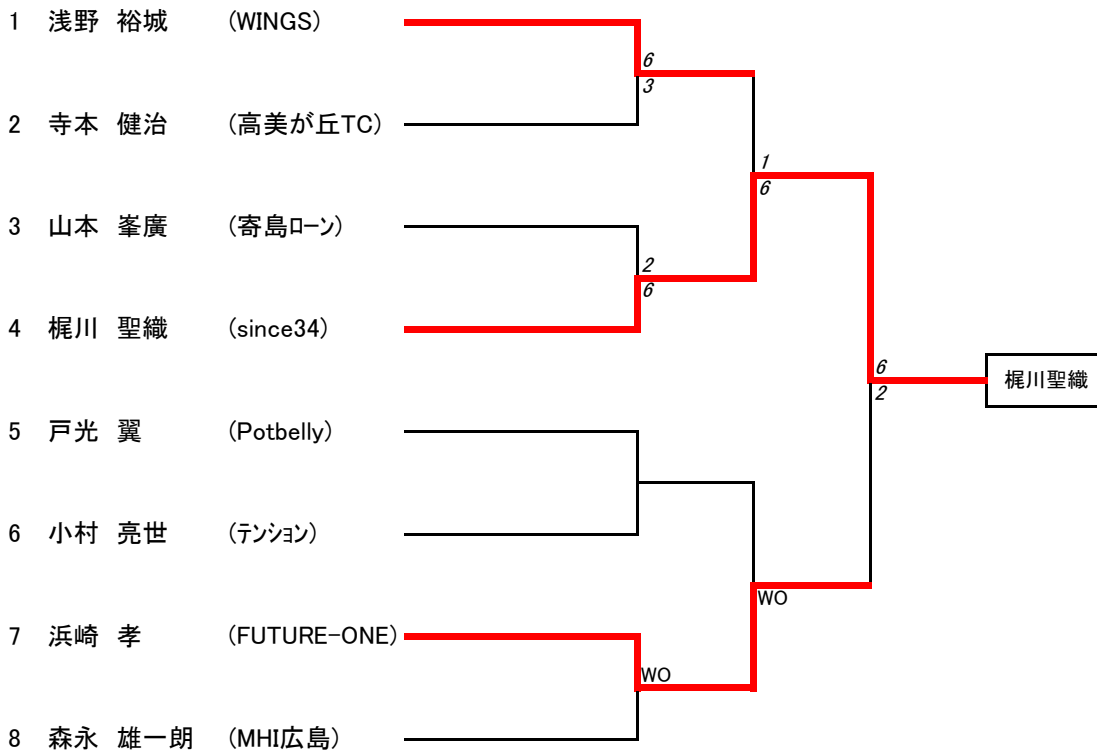 1 浅野 裕城 (WINGS)
6
3
2 寺本 健治 (高美が丘TC)
1
6
3 山本 峯廣 (寄島ローン)
2
6
4 梶川 聖織 (since34)
6
2
梶川聖織
5 戸光 翼 (Potbelly)
6 小村 亮世 (テンション)
WO
7 浜崎 孝 (FUTURE-ONE)
WO
8 森永 雄一朗 (MHI広島)